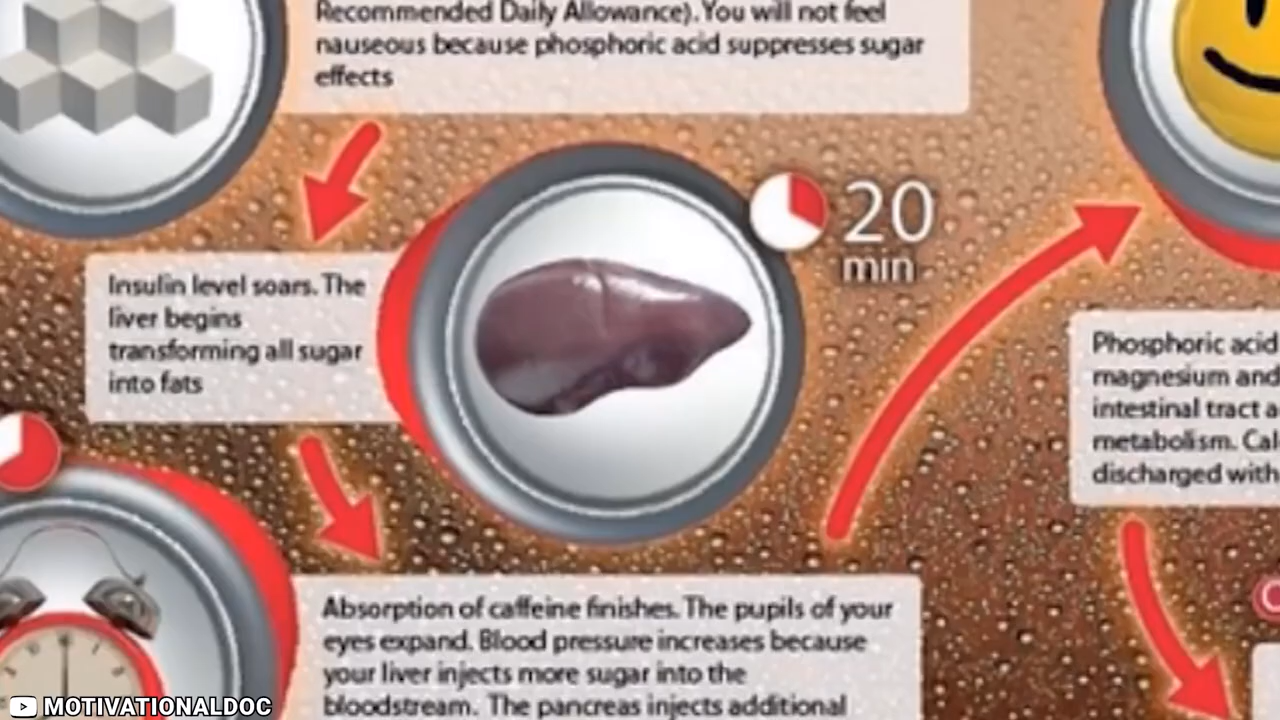 Recommended Daily Allowance). You will not feel
nauseous because phosphoric acid suppresses sugar
effects
20
min
Insulin level soars. The
liver begins
transforming all sugar
into fats
Phosphoric acid
magnesium and
intestinal tract a
metabolism. Cal
discharged with
Absorption of caffeine finishes. The pupils of your
eyes expand. Blood pressure increases because
your liver injects more sugar into the
bloodstream. The pancreas injects additional
MOTIVATIONALDOC